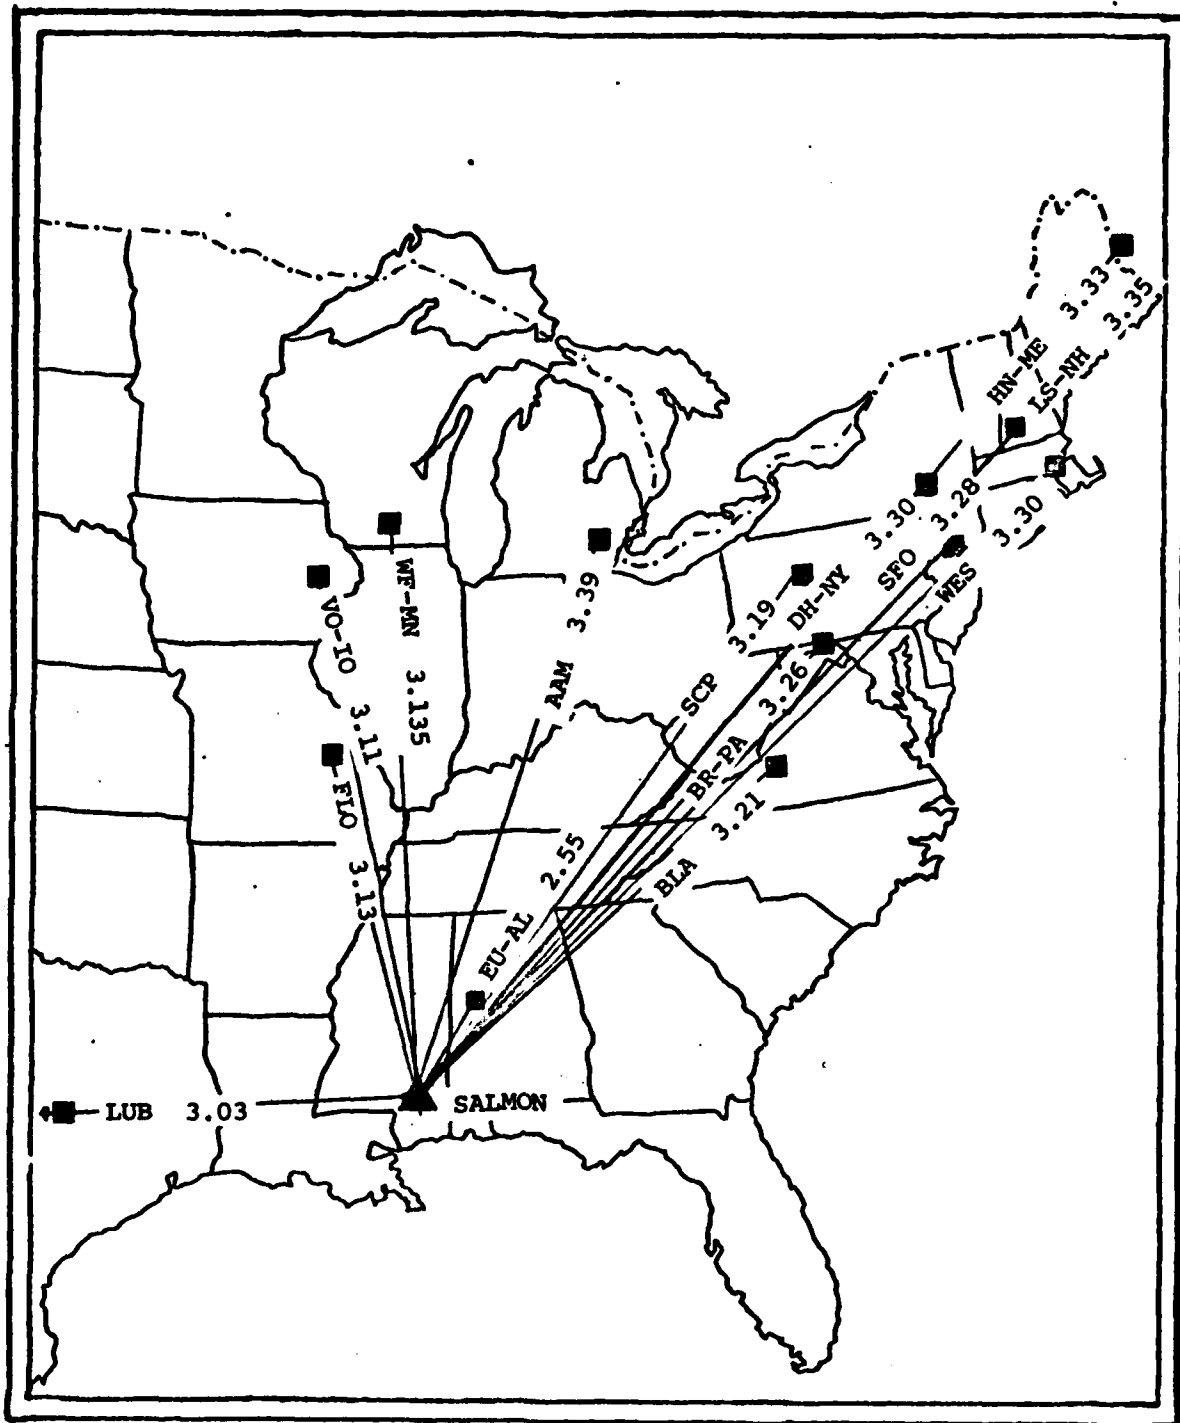 HN-ME 3.33
LS-NH 3.35
3.30
SFO 3.28
WES 3.30
DH-NY
SCP 3.19
BR-PA 3.26
BLA 3.21
AAM 3.39
WF-MN 3.135
VO-IO 3.11
FLO 3.13
EU-AL 2.55
LUB 3.03
SALMON